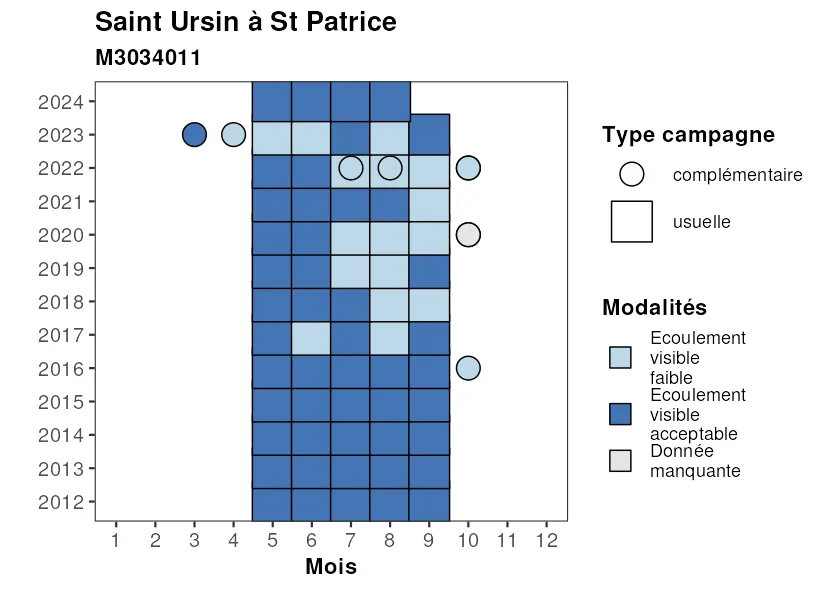 Saint Ursin à St Patrice
M3034011
2024
2023
2022
2021
2020
2019
2018
2017
2016
2015
2014
2013
2012
1 2 3 4 5 6 7 8 9 10 11 12
Mois
Type campagne
complémentaire
usuelle
Modalités
Ecoulement
visible
faible
Ecoulement
visible
acceptable
Donnée
manquante